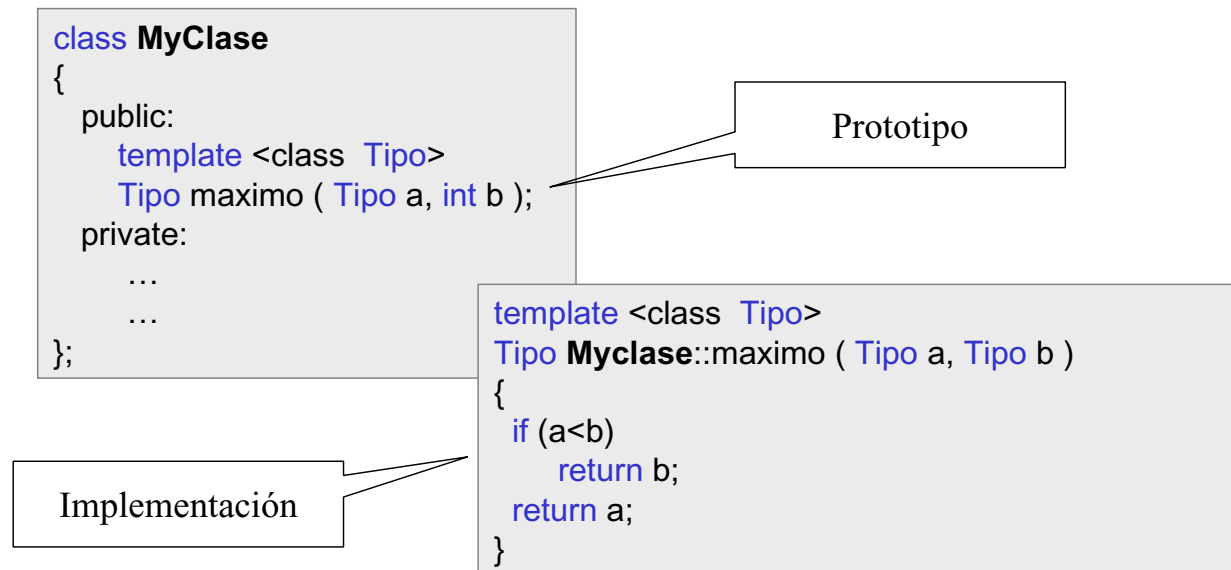 class MyClase
{
public:
template <class Tipo>
Tipo maximo ( Tipo a, int b );
private:
…
…
};
Prototipo
template <class Tipo>
Tipo Myclase::maximo ( Tipo a, Tipo b )
{
if (a<b)
return b;
return a;
}
Implementación